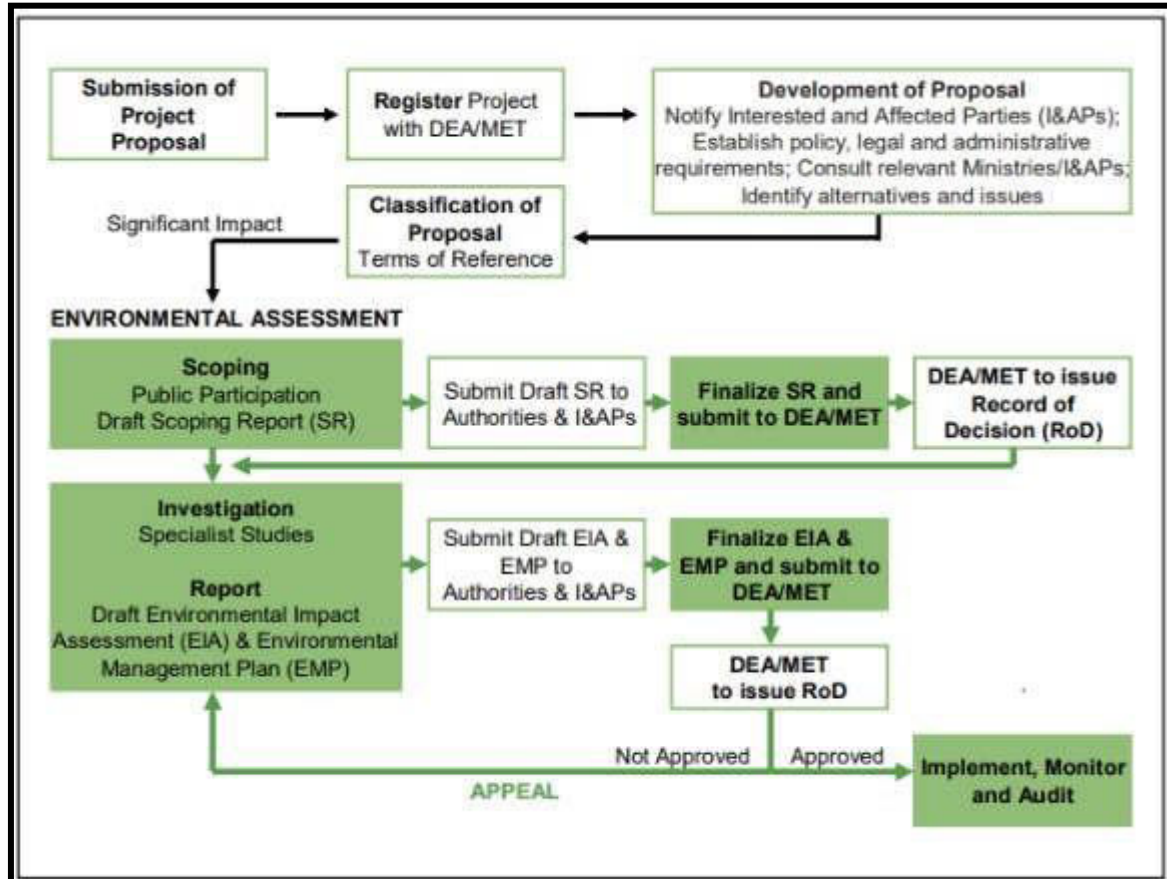 Submission of
Project
Proposal
Register Project
with DEA/MET
Development of Proposal
Notify Interested and Affected Parties (I&APs);
Establish policy, legal and administrative
requirements; Consult relevant Ministries/I&APs;
Identify alternatives and issues
Classification of
Proposal
Terms of Reference
Significant Impact
ENVIRONMENTAL ASSESSMENT
Scoping
Public Participation
Draft Scoping Report (SR)
Submit Draft SR to
Authorities & I&APs
Finalize SR and
submit to DEA/MET
DEA/MET to issue
Record of
Decision (RoD)
Investigation
Specialist Studies
Report
Draft Environmental Impact
Assessment (EIA) & Environmental
Management Plan (EMP)
Submit Draft EIA &
EMP to
Authorities & I&APs
Finalize EIA &
EMP and submit to
DEA/MET
DEA/MET
to issue RoD
Not Approved
Approved
APPEAL
Implement, Monitor
and Audit